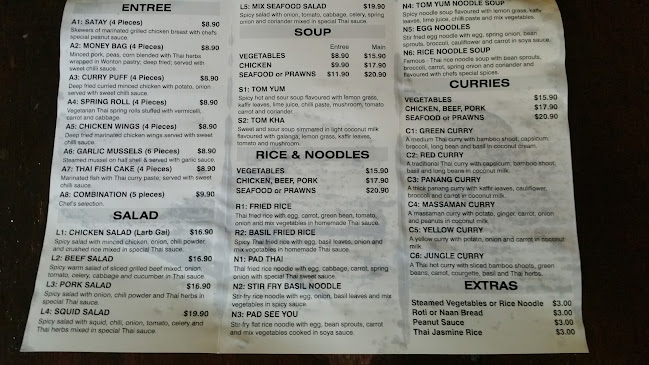 ENTREE
A1: SATAY (4 Pieces) $8.90
Skewers of marinated grilled chicken breast with chefs
special peanut sauce.
A2: MONEY BAG (4 Pieces) $8.90
Minced pork, peas, corn blended with Thai herbs
wrapped in Wonton pastry; deep fried; served with
sweet chilli sauce.
A3: CURRY PUFF (4 Pieces) $8.90
Deep fried curried minced chicken with potato, onion
served with sweet chilli sauce.
A4: SPRING ROLL (4 Pieces) $8.90
Vegetarian Thai spring rolls stuffed with vermicelli,
carrot and cabbage.
A5: CHICKEN WINGS (4 Pieces) $8.90
Deep fried marinated chicken wings served with sweet
chilli sauce.
A6: GARLIC MUSSELS (6 Pieces) $8.90
Steamed mussel on half shell & served with garlic sauce.
A7: THAI FISH CAKE (4 Pieces) $8.90
Marinated fish with Thai curry paste; served with sweet
chilli sauce.
A8: COMBINATION (5 pieces) $9.90
Chef's selection.
SALAD
L1: CHICKEN SALAD (Larb Gai) $16.90
Spicy salad with minced chicken, onion, chilli powder,
and crushed rice mixed in special Thai sauce.
L2: BEEF SALAD $16.90
Spicy warm salad of sliced grilled beef mixed, onion,
tomato, celery, cabbage and cucumber in Thai sauce.
L3: PORK SALAD $16.90
Spicy salad with onion, chili powder and Thai herbs in
special Thai sauce.
L4: SQUID SALAD $19.90
Spicy salad with squid, chili, onion, tomato, celery and
Thai herbs mixed in special Thai sauce.
L5: MIX SEAFOOD SALAD $19.90
Spicy salad with onion, tomato, cabbage, celery, spring
onion and coriander mixed in special Thai sauce.
SOUP
Entree Main
VEGETABLES $8.90 $15.90
CHICKEN $9.90 $17.90
SEAFOOD or PRAWNS $11.90 $20.90
S1: TOM YUM
Spicy hot and sour soup flavoured with lemon grass,
kaffir leaves, lime juice, chilli paste, mushroom, tomato
carrot and coriander.
S2: TOM KHA
Sweet and sour soup simmered in light coconut milk
flavoured with galanga, lemon grass, kaffir leaves,
tomato and mushroom.
RICE & NOODLES
VEGETABLES $15.90
CHICKEN, BEEF, PORK $17.90
SEAFOOD or PRAWNS $20.90
R1: FRIED RICE
Thai fried rice with egg, carrot, green bean, tomato,
onion and mix vegetables in homemade Thai sauce.
R2: BASIL FRIED RICE
Spicy Thai fried rice with egg, basil leaves, onion and
mix vegetables in homemade Thai sauce.
N1: PAD THAI
Thai fried rice noodle with egg, cabbage, carrot, spring
onion with special Thai sweet sauce.
N2: STIR FRY BASIL NOODLE
Stir-fry rice noodle with egg, onion, basil leaves and mix
vegetables in spicy sauce.
N3: PAD SEE YOU
Stir-fry flat rice noodle with egg, bean sprouts, carrot
and mix vegetables cooked in soya sauce.
N4: TOM YUM NOODLE SOUP
Spicy noodle soup flavoured with lemon grass, kaffir
leaves, lime juice, chilli paste and mix vegetables.
N5: EGG NOODLES
Stir fried egg noodle with egg, spring onion, bean
sprouts, broccoli, cauliflower and carrot in soya sauce.
N6: RICE NOODLE SOUP
Famous - Thai rice noodle soup with bean sprouts,
broccoli, carrot, spring onion and coriander and
flavoured with chefs special spices.
CURRIES
VEGETABLES $15.90
CHICKEN, BEEF, PORK $17.90
SEAFOOD or PRAWNS $20.90
C1: GREEN CURRY
A medium Thai curry with bamboo shoot, capsicum,
broccoli, long bean and basil in coconut cream.
C2: RED CURRY
A traditional Thai curry with capsicum, bamboo shoot,
basil and long beans in coconut milk.
C3: PANANG CURRY
A thick panang curry with kaffir leaves, cauliflower,
broccoli and carrot in coconut milk.
C4: MASSAMAN CURRY
A massaman curry with potato, ginger, carrot, onion
and peanuts in coconut milk.
C5: YELLOW CURRY
A yellow curry with potato, onion and carrot in coconut
milk.
C6: JUNGLE CURRY
A Thai hot curry with sliced bamboo shoots, green
beans, carrot, courgette, basil and Thai herbs.
EXTRAS
Steamed Vegetables or Rice Noodle $3.00
Roti or Naan Bread $3.00
Peanut Sauce $3.00
Thai Jasmine Rice $3.00